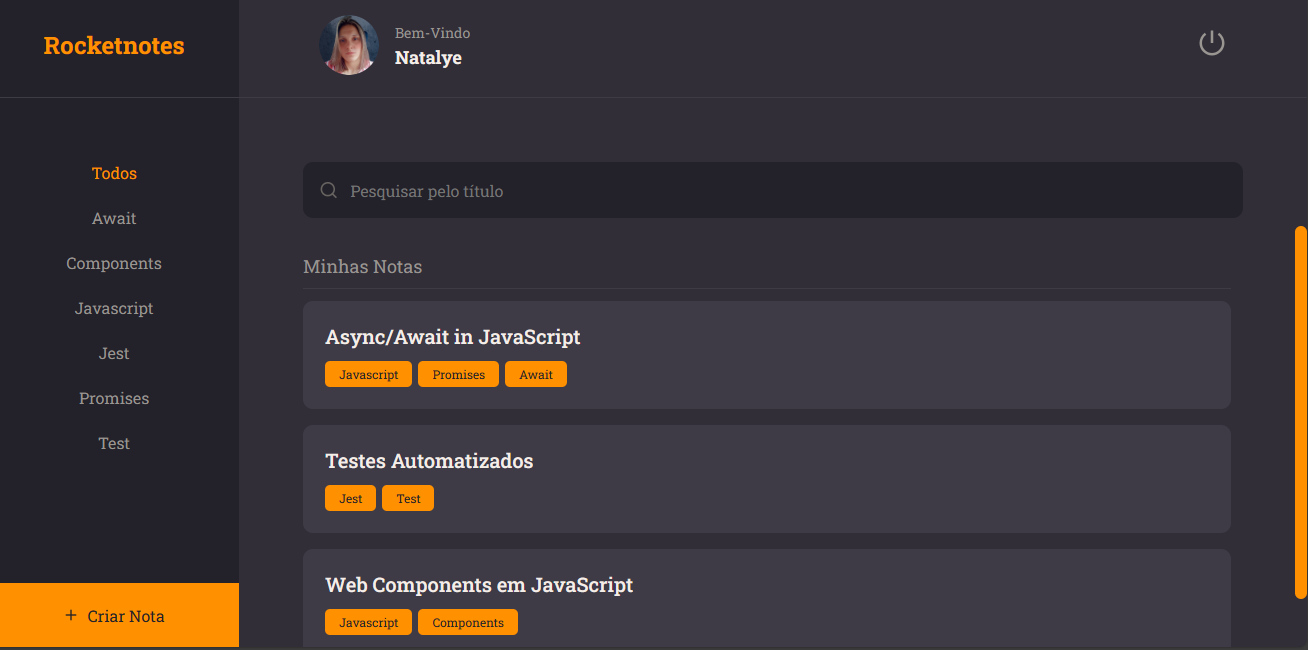 Rocketnotes
Bem-Vindo
Natalye
Todos
Await
Components
Javascript
Jest
Promises
Test
+ Criar Nota
Pesquisar pelo título
Minhas Notas
Async/Await in JavaScript
Javascript Promises Await
Testes Automatizados
Jest Test
Web Components em JavaScript
Javascript Components